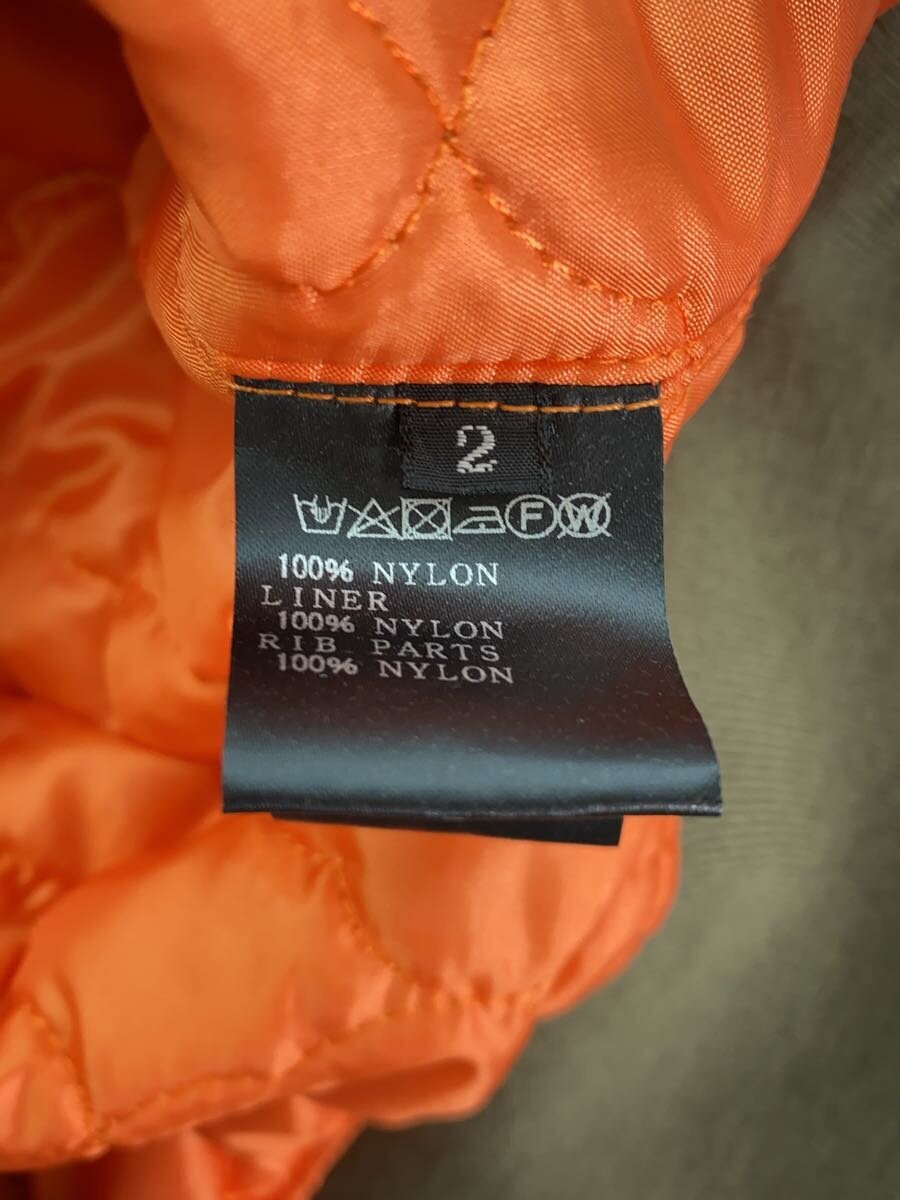 2
F W
100% NYLON
LINER
100% NYLON
RIB PARTS
100% NYLON